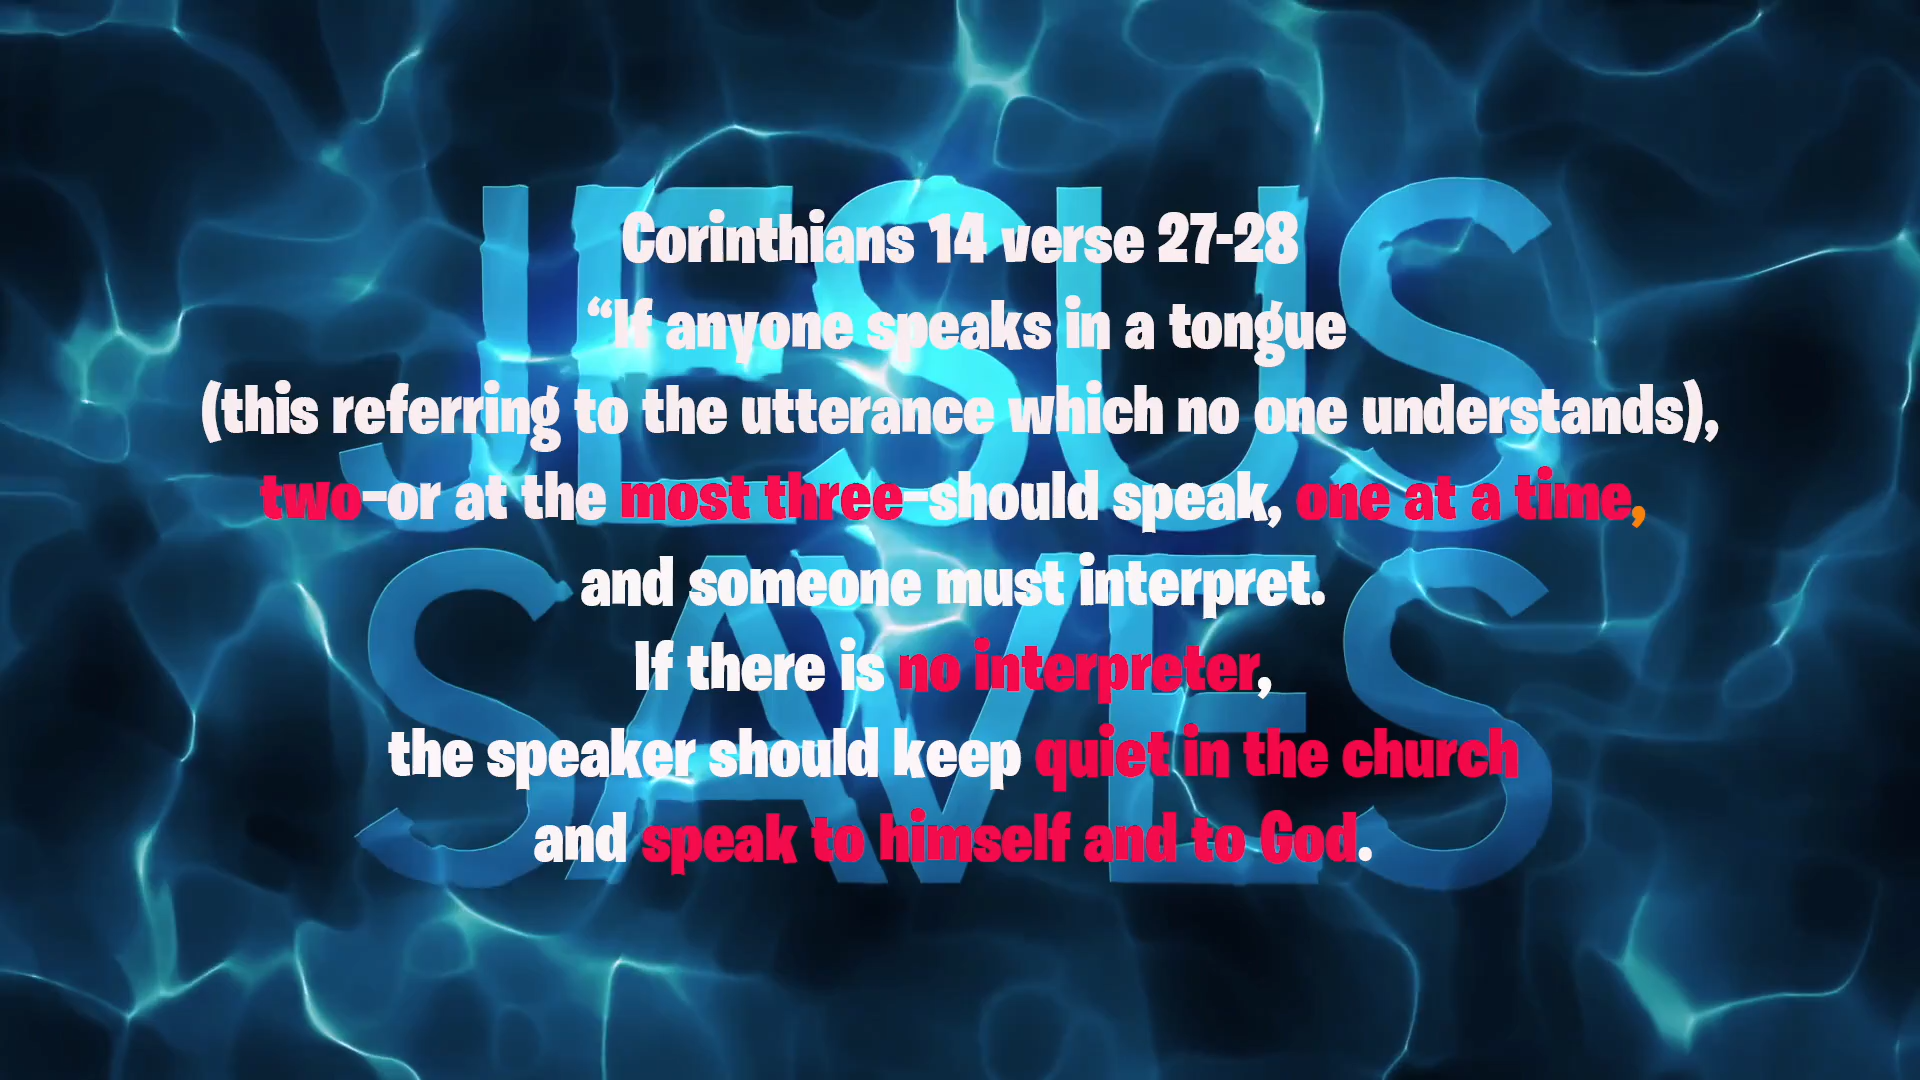 JESUS
SAVES
Corinthians 14 verse 27-28
“If anyone speaks in a tongue
(this referring to the utterance which no one understands),
two–or at the most three–should speak, one at a time,
and someone must interpret.
If there is no interpreter,
the speaker should keep quiet in the church
and speak to himself and to God.